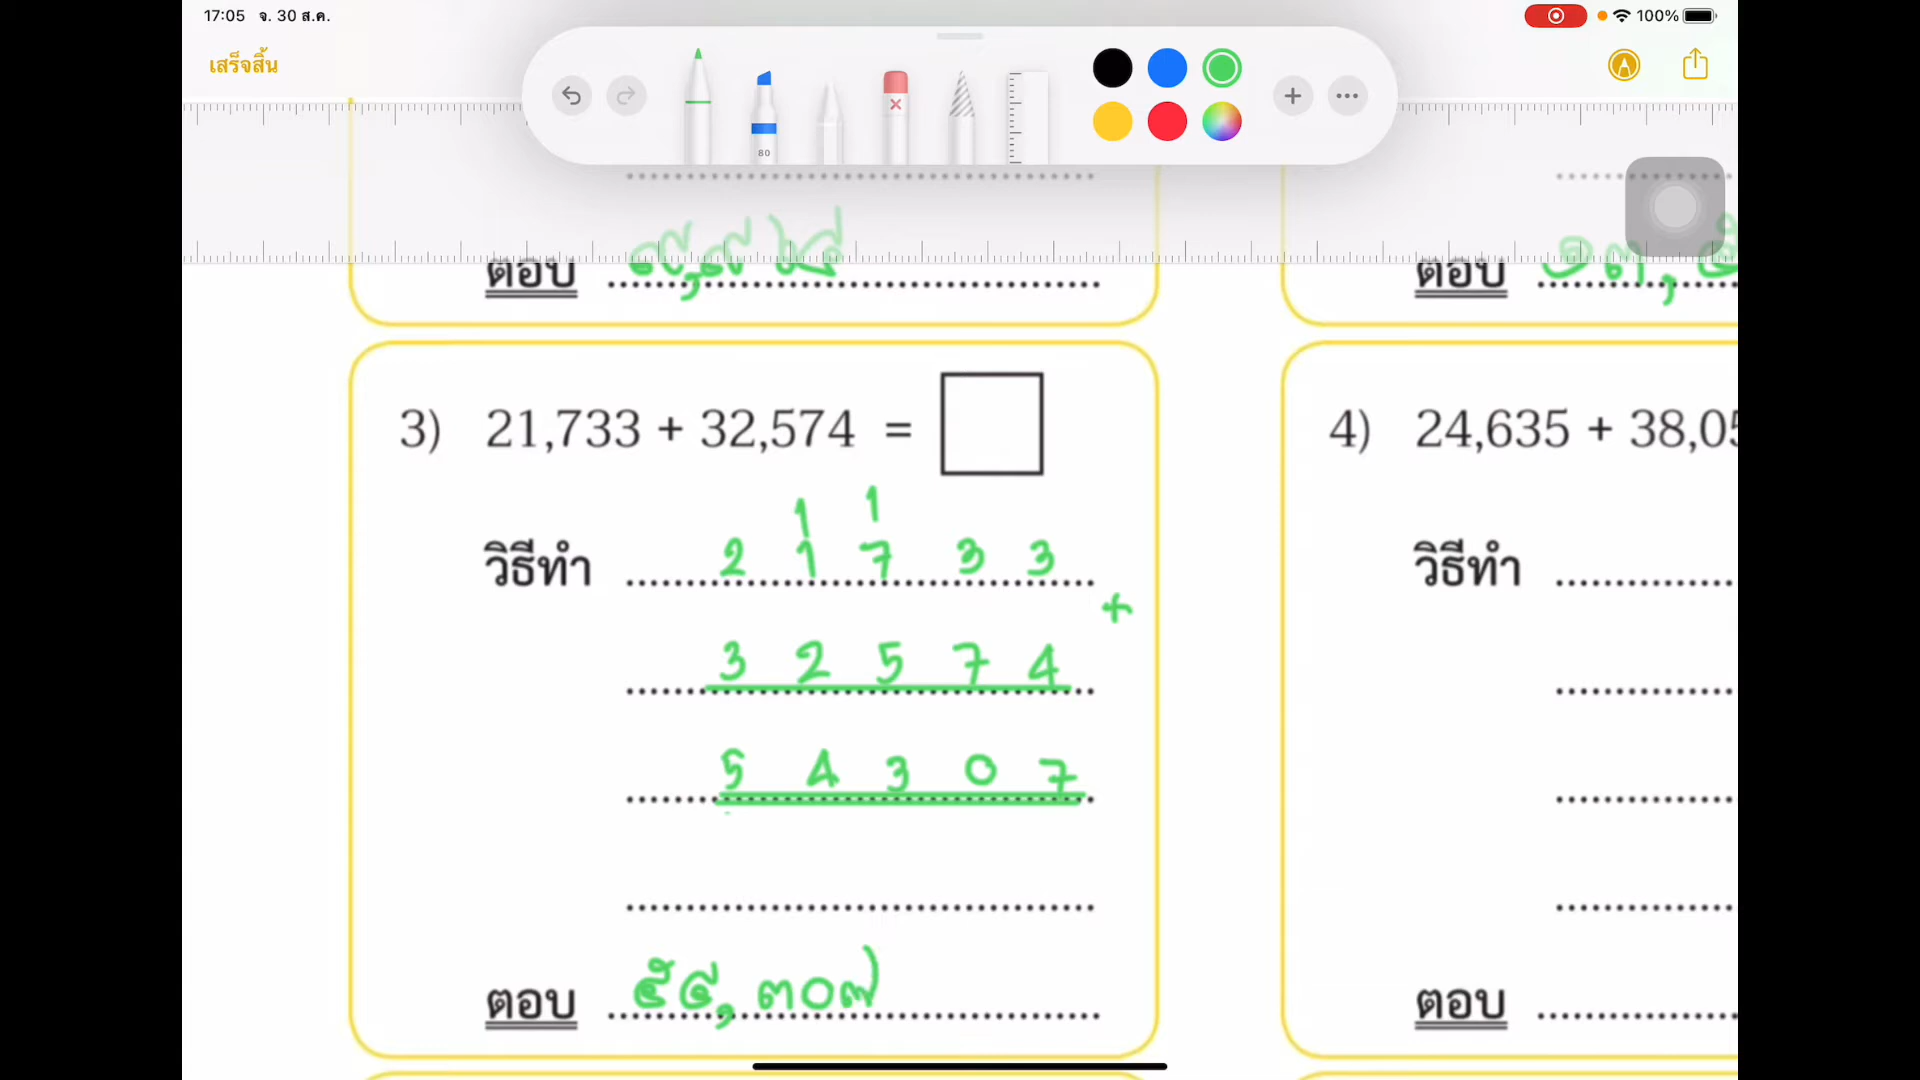 17:05 จ. 30 ส.ค.
100%
เสร็จสิ้น
80
ตอบ
ตอบ
3) 21,733 + 32,574 =
4) 24,635 + 38,05
1 1
วิธีทำ 2 1 7 3 3
+
3 2 5 7 4
5 4 3 0 7
ตอบ ๕๔,๓๐๗
วิธีทำ
ตอบ